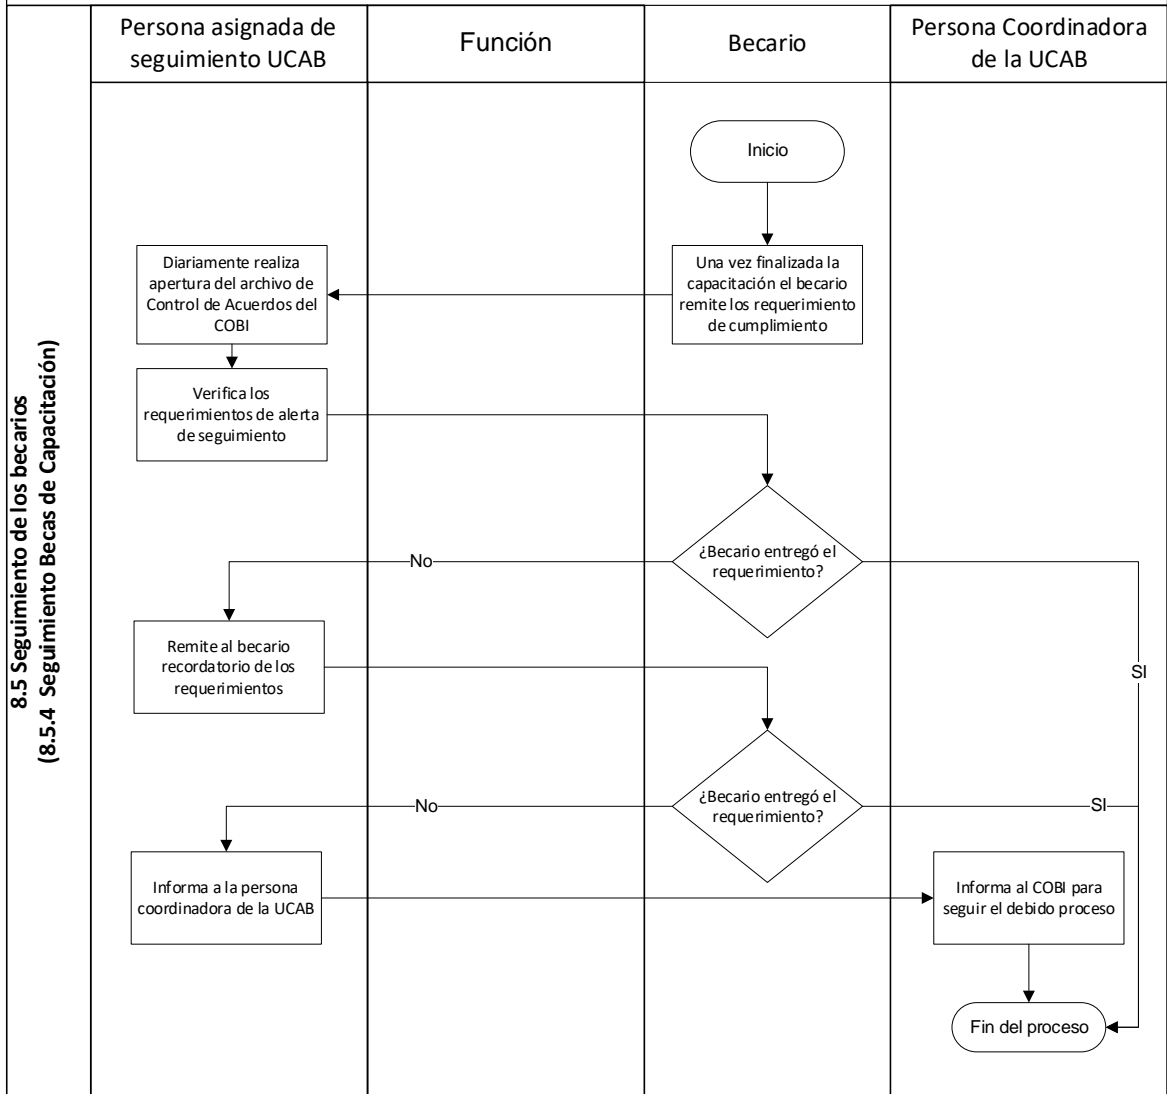 Persona asignada de
seguimiento UCAB
Función
Becario
Persona Coordinadora
de la UCAB
8.5 Seguimiento de los becarios
(8.5.4 Seguimiento Becas de Capacitación)
Inicio
Una vez finalizada la
capacitación el becario
remite los requerimiento
de cumplimiento
Diariamente realiza
apertura del archivo de
Control de Acuerdos del
COBI
Verifica los
requerimientos de alerta
de seguimiento
¿Becario entregó el
requerimiento?
No
SI
Remite al becario
recordatorio de los
requerimientos
¿Becario entregó el
requerimiento?
No
SI
Informa a la persona
coordinadora de la UCAB
Informa al COBI para
seguir el debido proceso
Fin del proceso